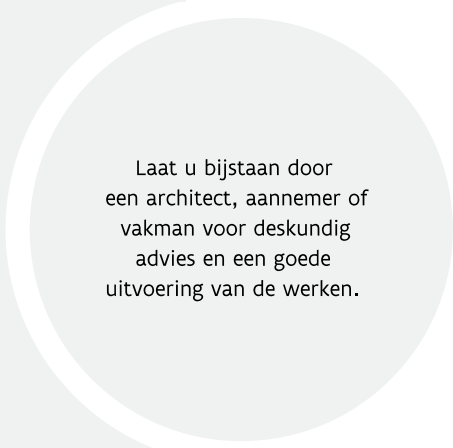 Laat u bijstaan door
een architect, aannemer of
vakman voor deskundig
advies en een goede
uitvoering van de werken.